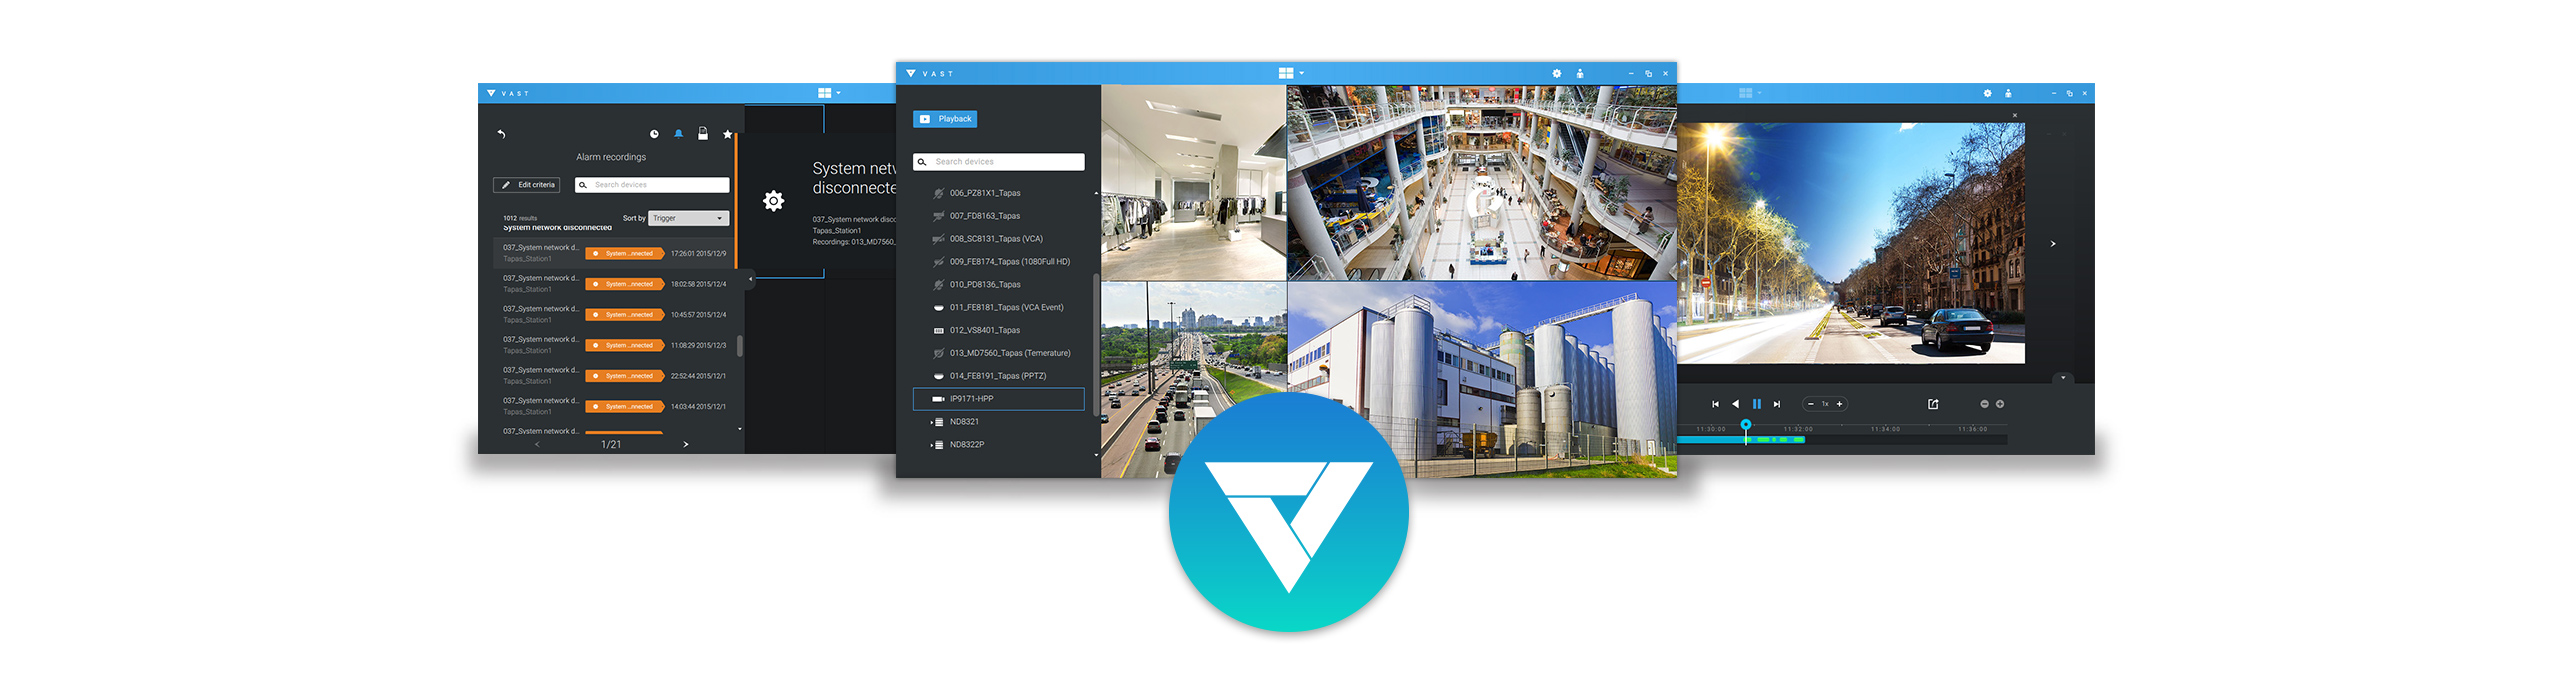 VAST
Alarm recordings
Edit criteria
Search devices
1012 results
Sort by Trigger
System network disconnected
037_System network d...
Tapas_Station1
System ...nnected
17:26:01 2015/12/9
037_System network d...
Tapas_Station1
System ...nnected
18:02:58 2015/12/4
037_System network d...
Tapas_Station1
System ...nnected
10:45:57 2015/12/4
037_System network d...
Tapas_Station1
System ...nnected
11:08:29 2015/12/3
037_System network d...
Tapas_Station1
System ...nnected
22:52:44 2015/12/1
037_System network d...
Tapas_Station1
System ...nnected
14:03:44 2015/12/1
037_System network d...
1/21
System netw
disconnecte
037_System network disco
Tapas_Station1
Recordings: 013_MD7560_
VAST
Playback
Search devices
006_PZ81X1_Tapas
007_FD8163_Tapas
008_SC8131_Tapas (VCA)
009_FE8174_Tapas (1080Full HD)
010_PD8136_Tapas
011_FE8181_Tapas (VCA Event)
012_VS8401_Tapas
013_MD7560_Tapas (Temerature)
014_FE8191_Tapas (PPTZ)
IP9171-HPP
ND8321
ND8322P
1x
11:30:00
11:32:00
11:34:00
11:36:00